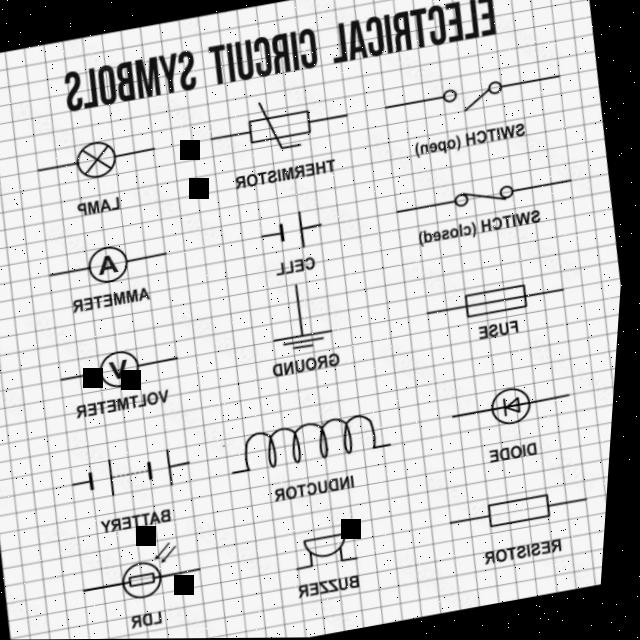 ELECTRICAL CIRCUIT SYMBOLS
SWITCH (open)
THERMISTOR
LAMP
SWITCH (closed)
CELL
A
AMMETER
FUSE
GROUND
V
VOLTMETER
DIODE
INDUCTOR
BATTERY
RESISTOR
BUZZER
LDR